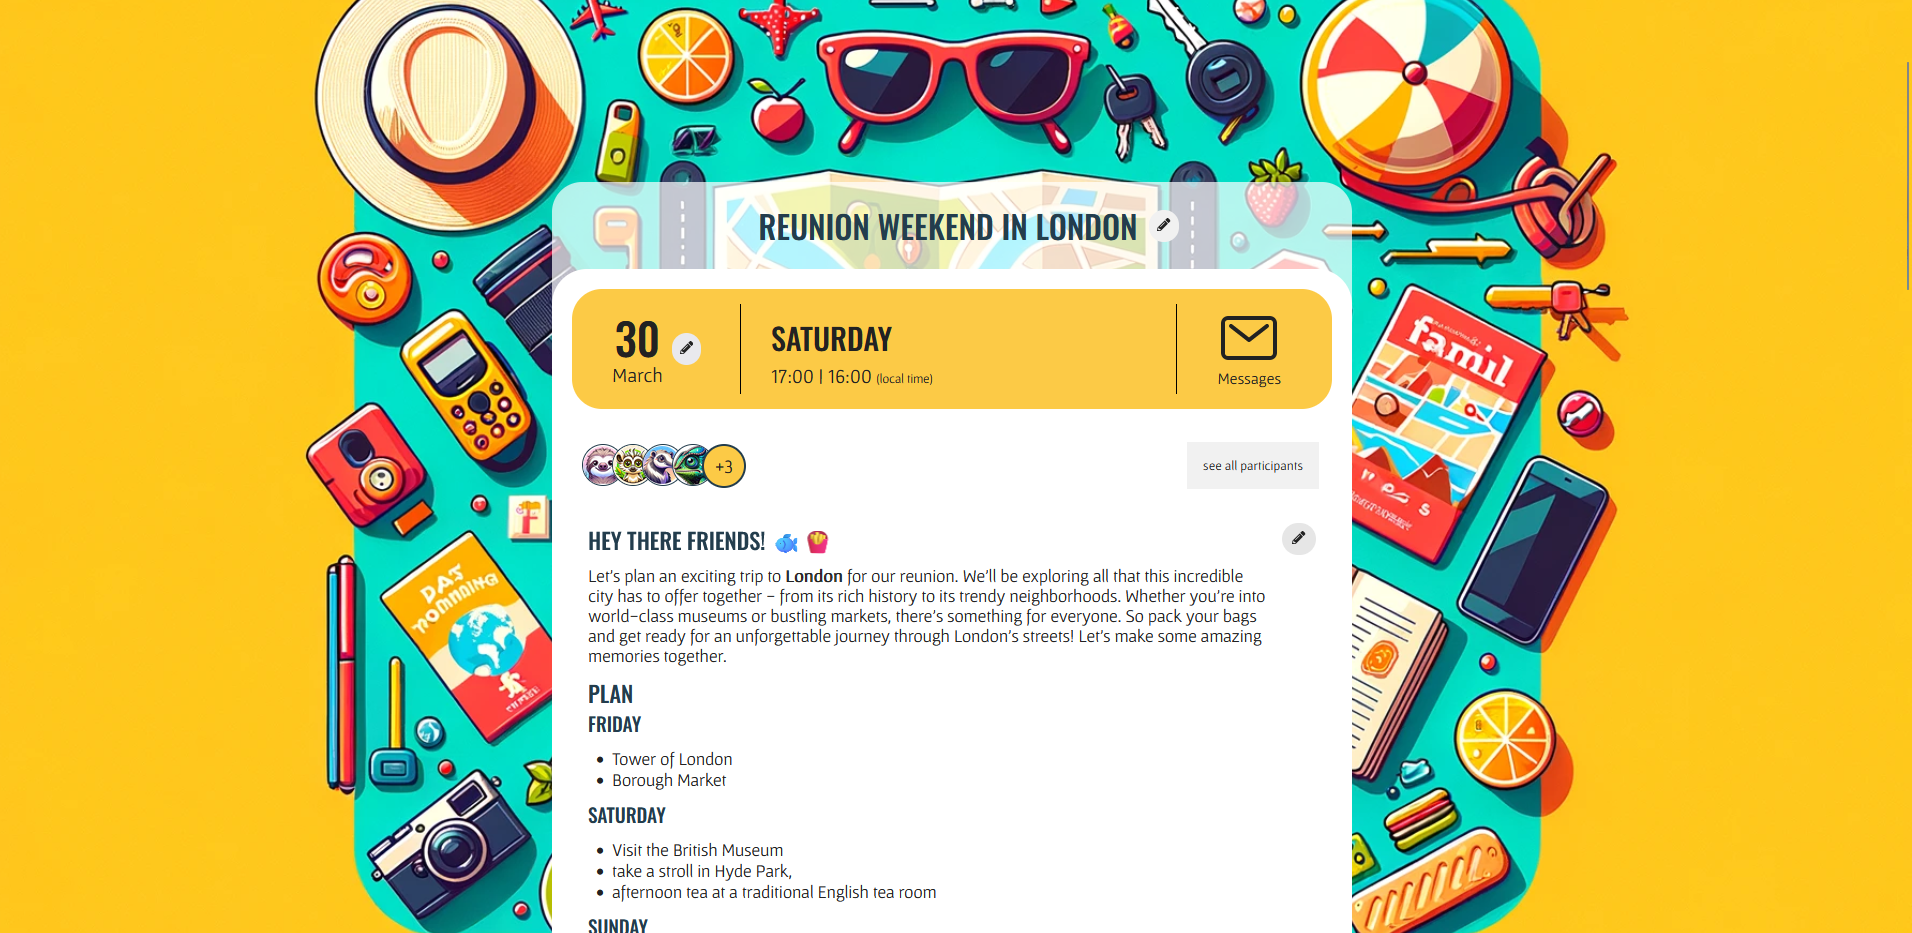 REUNION WEEKEND IN LONDON
30
March
SATURDAY
17:00 | 16:00 (local time)
Messages
+3
see all participants
HEY THERE FRIENDS! 🐟 🍟
Let's plan an exciting trip to London for our reunion. We'll be exploring all that this incredible
city has to offer together – from its rich history to its trendy neighborhoods. Whether you're into
world-class museums or bustling markets, there's something for everyone. So pack your bags
and get ready for an unforgettable journey through London's streets! Let's make some amazing
memories together.
PLAN
FRIDAY
• Tower of London
• Borough Market
SATURDAY
• Visit the British Museum
• take a stroll in Hyde Park,
• afternoon tea at a traditional English tea room
SUNDAY
famil
DAS